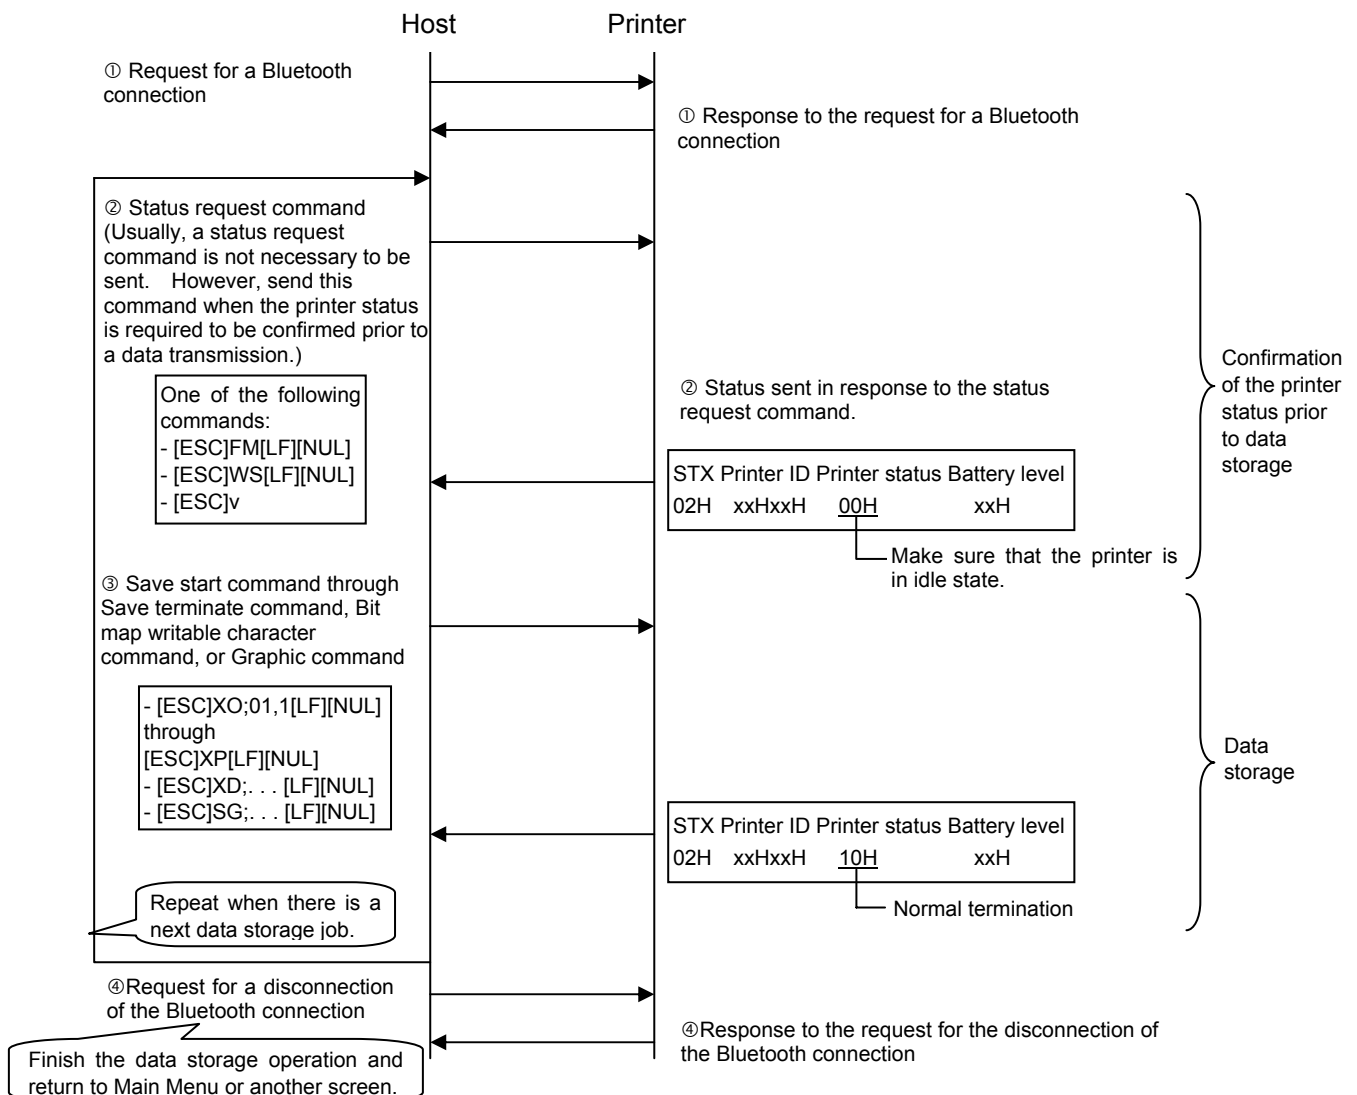 Host
Printer
① Request for a Bluetooth
connection
① Response to the request for a Bluetooth
connection
② Status request command
(Usually, a status request
command is not necessary to be
sent. However, send this
command when the printer status
is required to be confirmed prior to
a data transmission.)
One of the following
commands:
- [ESC]FM[LF][NUL]
- [ESC]WS[LF][NUL]
- [ESC]v
② Status sent in response to the status
request command.
STX Printer ID Printer status Battery level
02H xxHxxH 00H xxH
Make sure that the printer is
in idle state.
Confirmation
of the printer
status prior
to data
storage
③ Save start command through
Save terminate command, Bit
map writable character
command, or Graphic command
- [ESC]XO;01,1[LF][NUL]
through
[ESC]XP[LF][NUL]
- [ESC]XD;. . . [LF][NUL]
- [ESC]SG;. . . [LF][NUL]
STX Printer ID Printer status Battery level
02H xxHxxH 10H xxH
Normal termination
Data
storage
Repeat when there is a
next data storage job.
④Request for a disconnection
of the Bluetooth connection
④Response to the request for the disconnection of
the Bluetooth connection
Finish the data storage operation and
return to Main Menu or another screen.